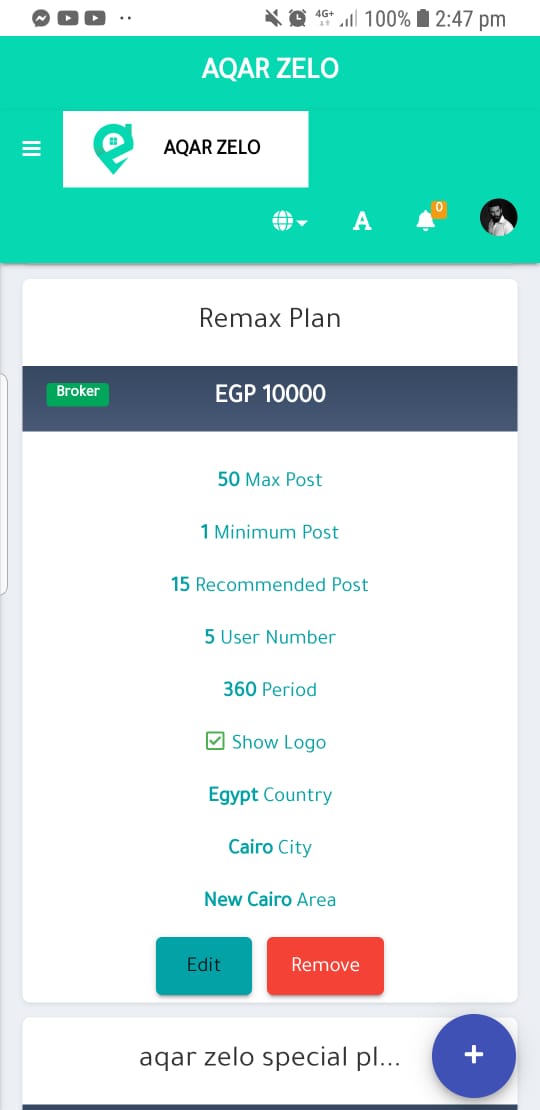 4G+ 100% 2:47 pm
AQAR ZELO
AQAR ZELO
A 0
Remax Plan
Broker EGP 10000
50 Max Post
1 Minimum Post
15 Recommended Post
5 User Number
360 Period
Show Logo
Egypt Country
Cairo City
New Cairo Area
Edit Remove
aqar zelo special pl...
+